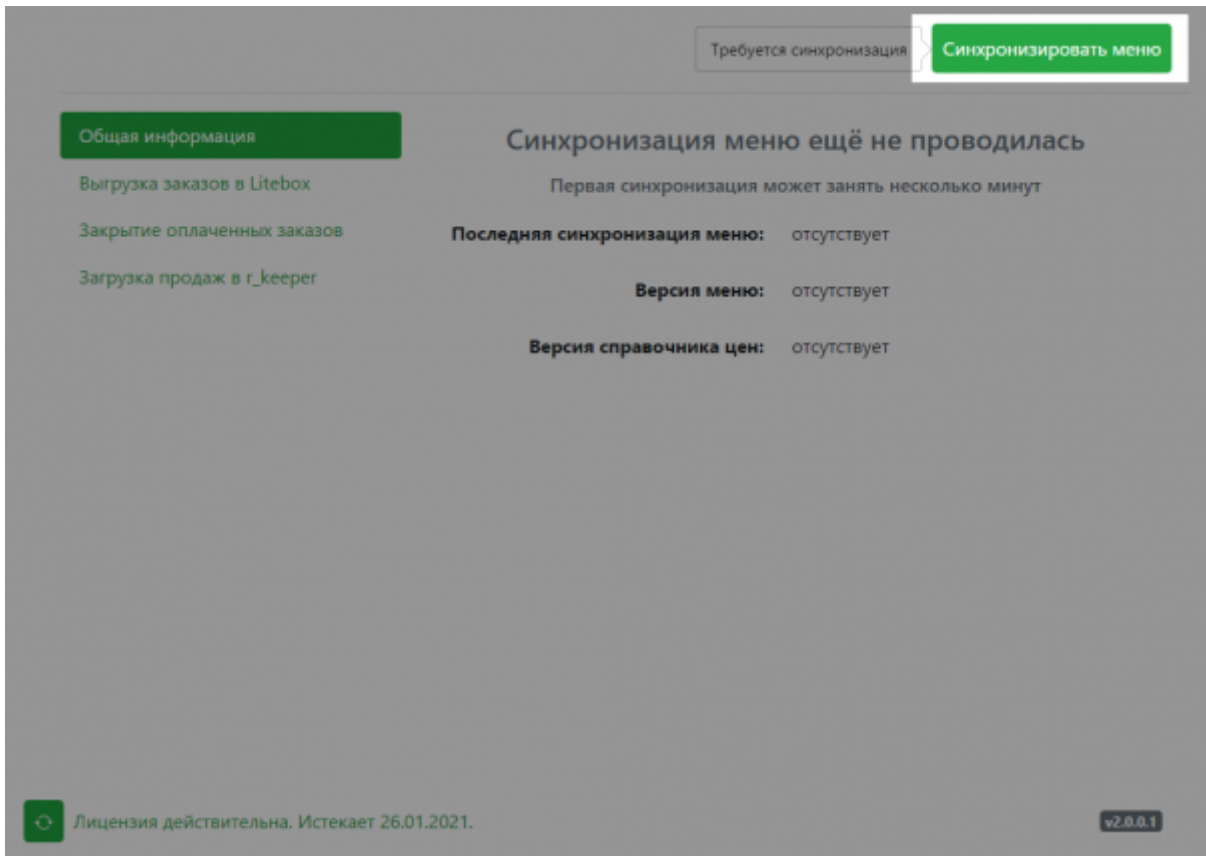 Требуется синхронизация
Синхронизировать меню
Общая информация
Выгрузка заказов в Litebox
Закрытие оплаченных заказов
Загрузка продаж в r_keeper
Синхронизация меню ещё не проводилась
Первая синхронизация может занять несколько минут
Последняя синхронизация меню: отсутствует
Версия меню: отсутствует
Версия справочника цен: отсутствует
Лицензия действительна. Истекает 26.01.2021.
v2.0.0.1